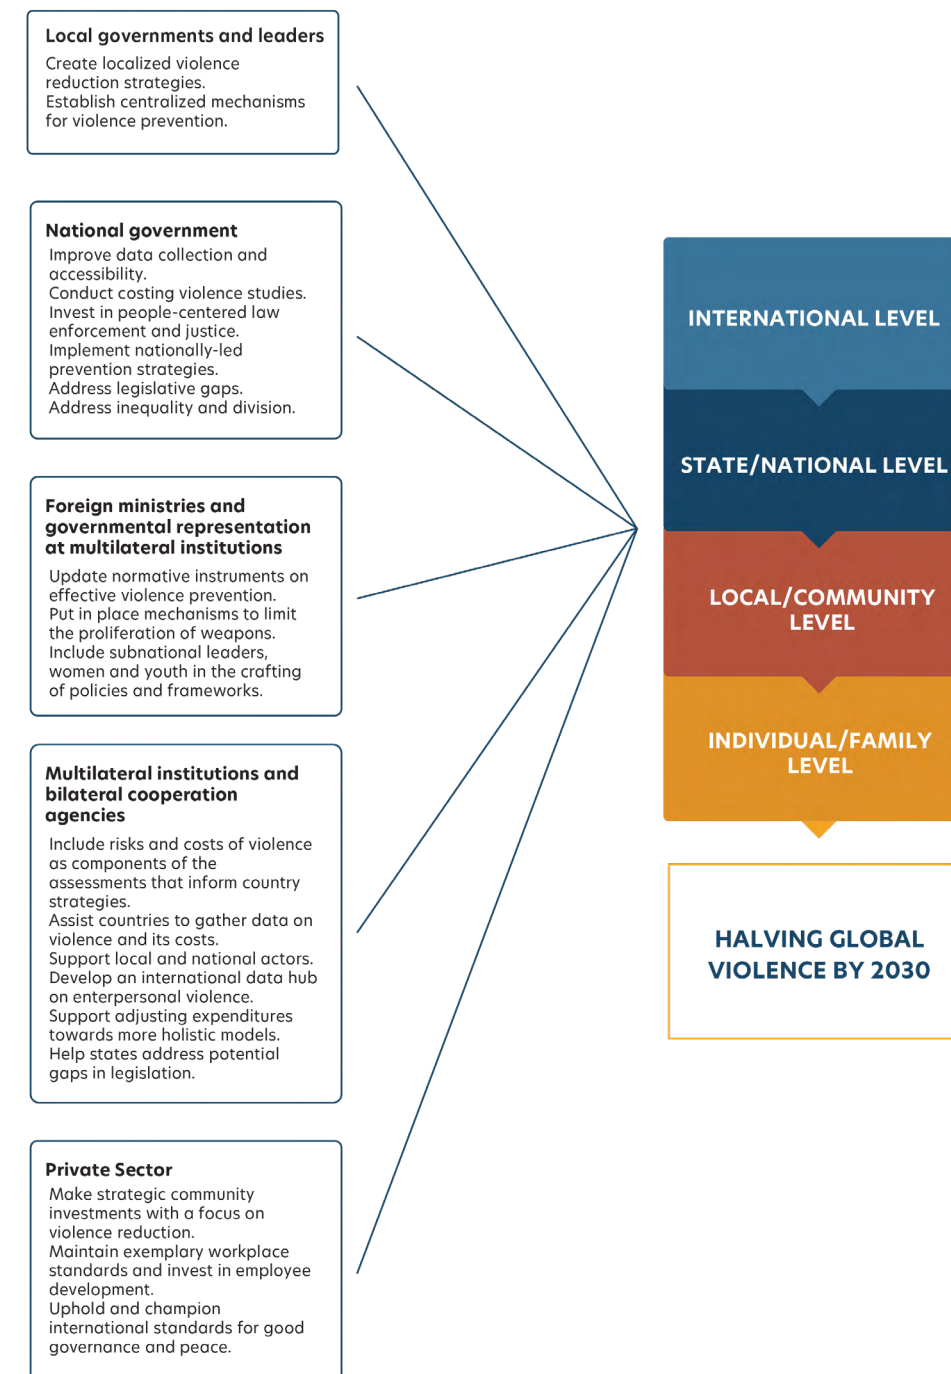 Local governments and leaders
Create localized violence
reduction strategies.
Establish centralized mechanisms
for violence prevention.
National government
Improve data collection and
accessibility.
Conduct costing violence studies.
Invest in people-centered law
enforcement and justice.
Implement nationally-led
prevention strategies.
Address legislative gaps.
Address inequality and division.
Foreign ministries and
governmental representation
at multilateral institutions
Update normative instruments on
effective violence prevention.
Put in place mechanisms to limit
the proliferation of weapons.
Include subnational leaders,
women and youth in the crafting
of policies and frameworks.
Multilateral institutions and
bilateral cooperation
agencies
Include risks and costs of violence
as components of the
assessments that inform country
strategies.
Assist countries to gather data on
violence and its costs.
Support local and national actors.
Develop an international data hub
on enterpersonal violence.
Support adjusting expenditures
towards more holistic models.
Help states address potential
gaps in legislation.
Private Sector
Make strategic community
investments with a focus on
violence reduction.
Maintain exemplary workplace
standards and invest in employee
development.
Uphold and champion
international standards for good
governance and peace.
INTERNATIONAL LEVEL
STATE/NATIONAL LEVEL
LOCAL/COMMUNITY
LEVEL
INDIVIDUAL/FAMILY
LEVEL
HALVING GLOBAL
VIOLENCE BY 2030